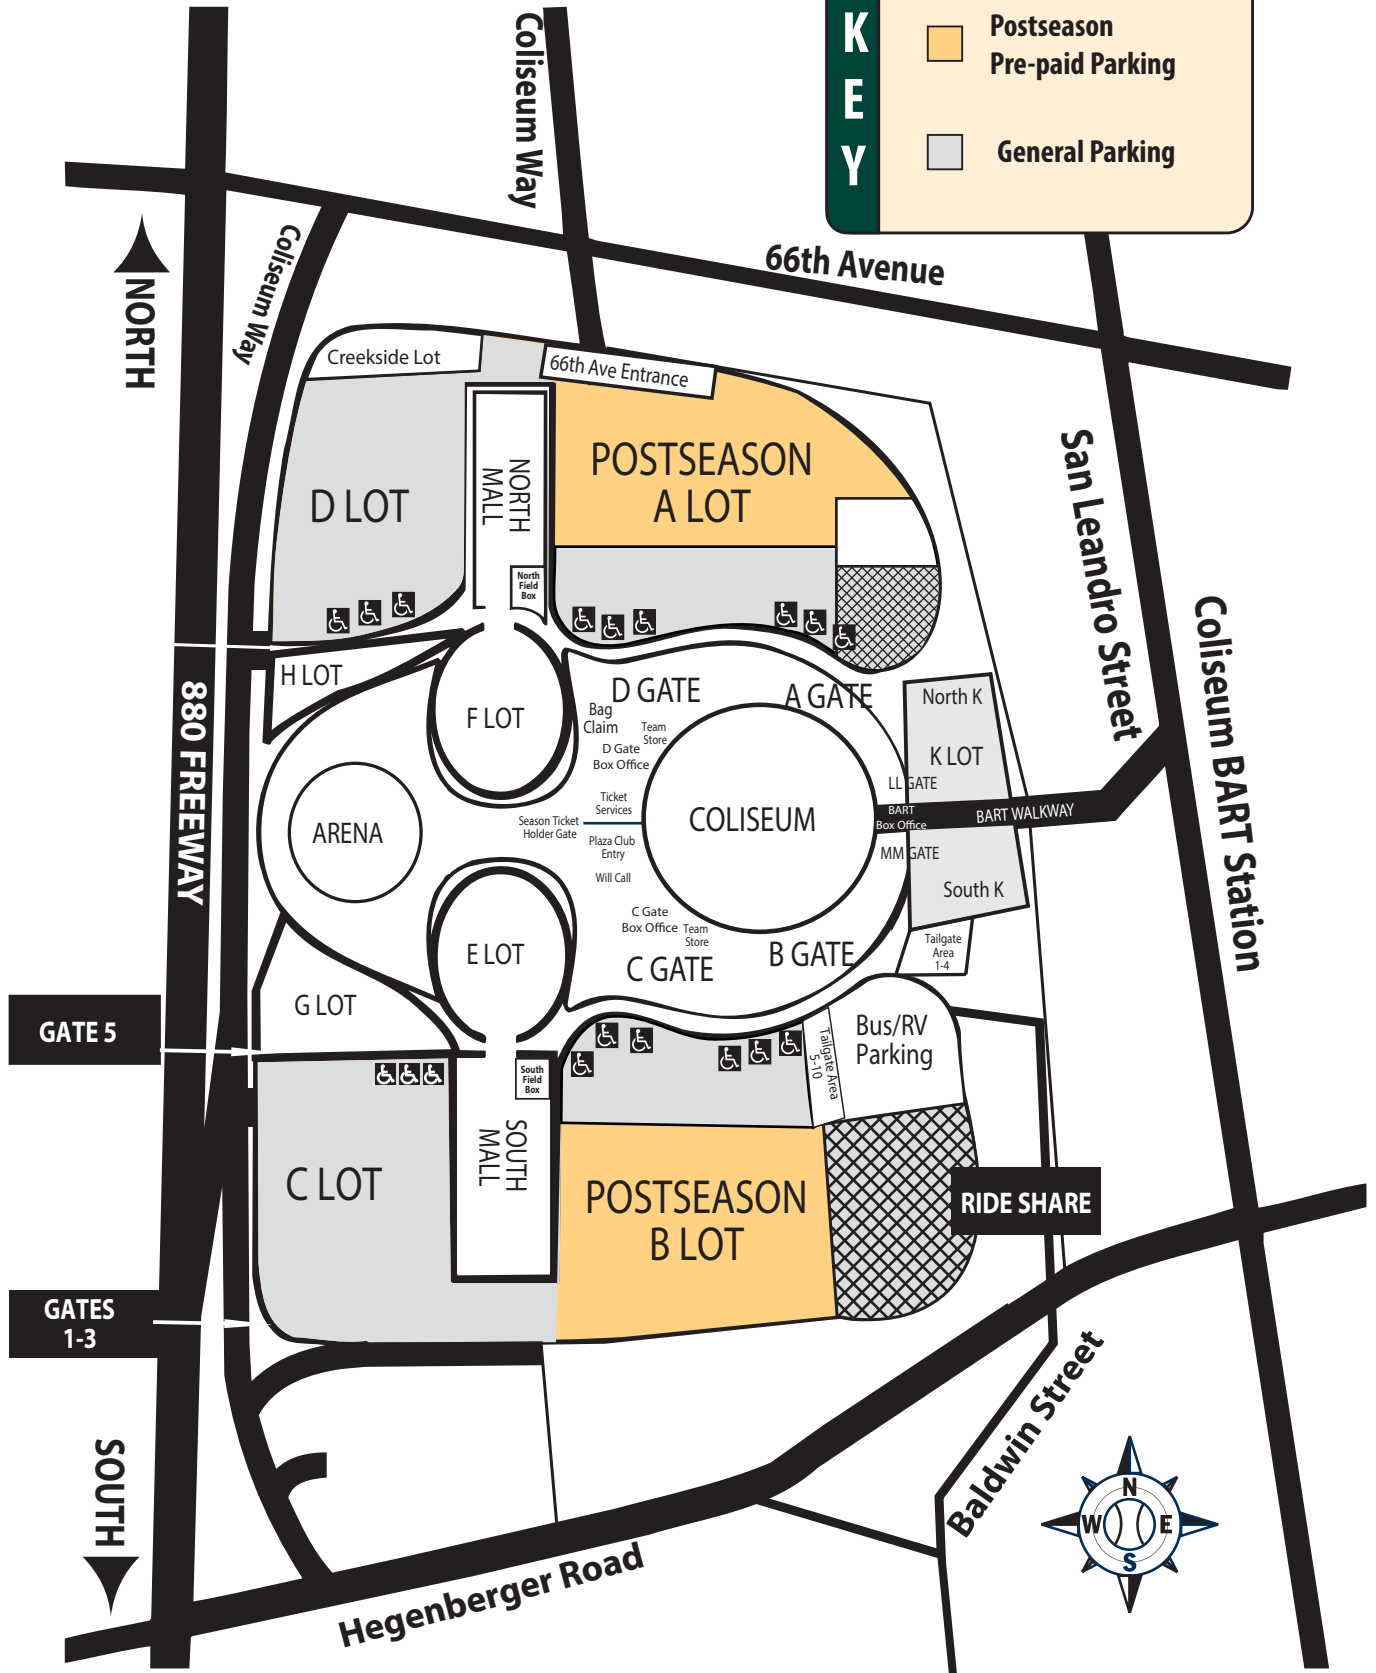 KEY
Postseason
Pre-paid Parking
General Parking
Coliseum Way
66th Avenue
Coliseum Way
NORTH
Creekside Lot
66th Ave Entrance
POSTSEASON
A LOT
NORTH
MALL
D LOT
North
Field
Box
San Leandro Street
Coliseum BART Station
880 FREEWAY
H LOT
F LOT
D GATE
A GATE
Bag
Claim
Team
Store
D Gate
Box Office
North K
K LOT
LL GATE
Ticket
Services
Season Ticket
Holder Gate
COLISEUM
BART
Box Office
BART WALKWAY
ARENA
Plaza Club
Entry
Will Call
MM GATE
South K
C Gate
Box Office
Team
Store
E LOT
C GATE
B GATE
Tailgate
Area
1-4
G LOT
GATE 5
Bus/RV
Parking
Tailgate Area
5-10
South
Field
Box
SOUTH
MALL
C LOT
POSTSEASON
B LOT
RIDE SHARE
GATES
1-3
SOUTH
Baldwin Street
Hegenberger Road
N
W
E
S